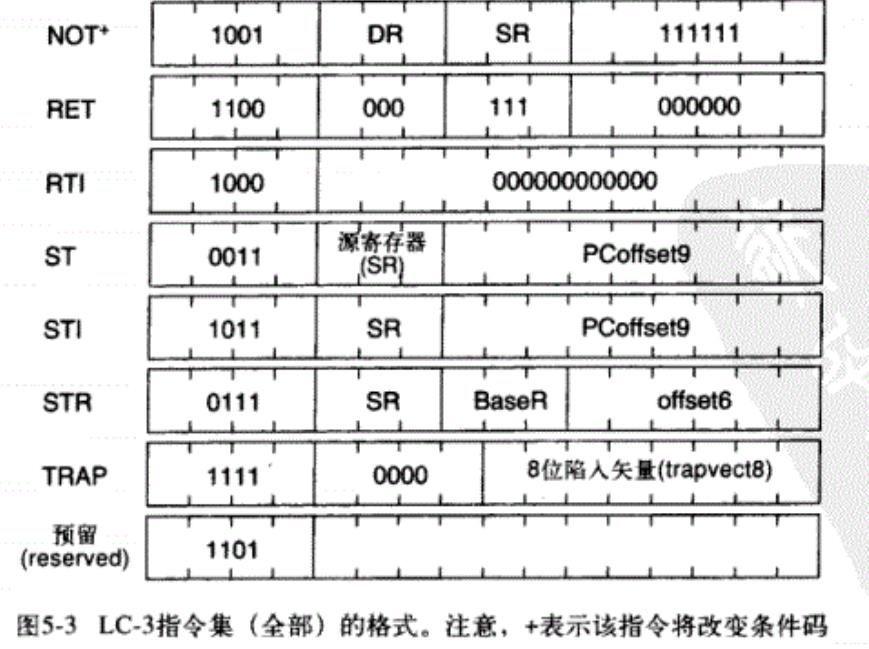 NOT+ 1001 DR SR 111111
RET 1100 000 111 000000
RTI 1000 000000000000
ST 0011 源寄存器(SR) PCoffset9
STI 1011 SR PCoffset9
STR 0111 SR BaseR offset6
TRAP 1111 0000 8位陷入矢量(trapvect8)
预留(reserved) 1101
图5-3 LC-3指令集（全部）的格式。注意，+表示该指令将改变条件码